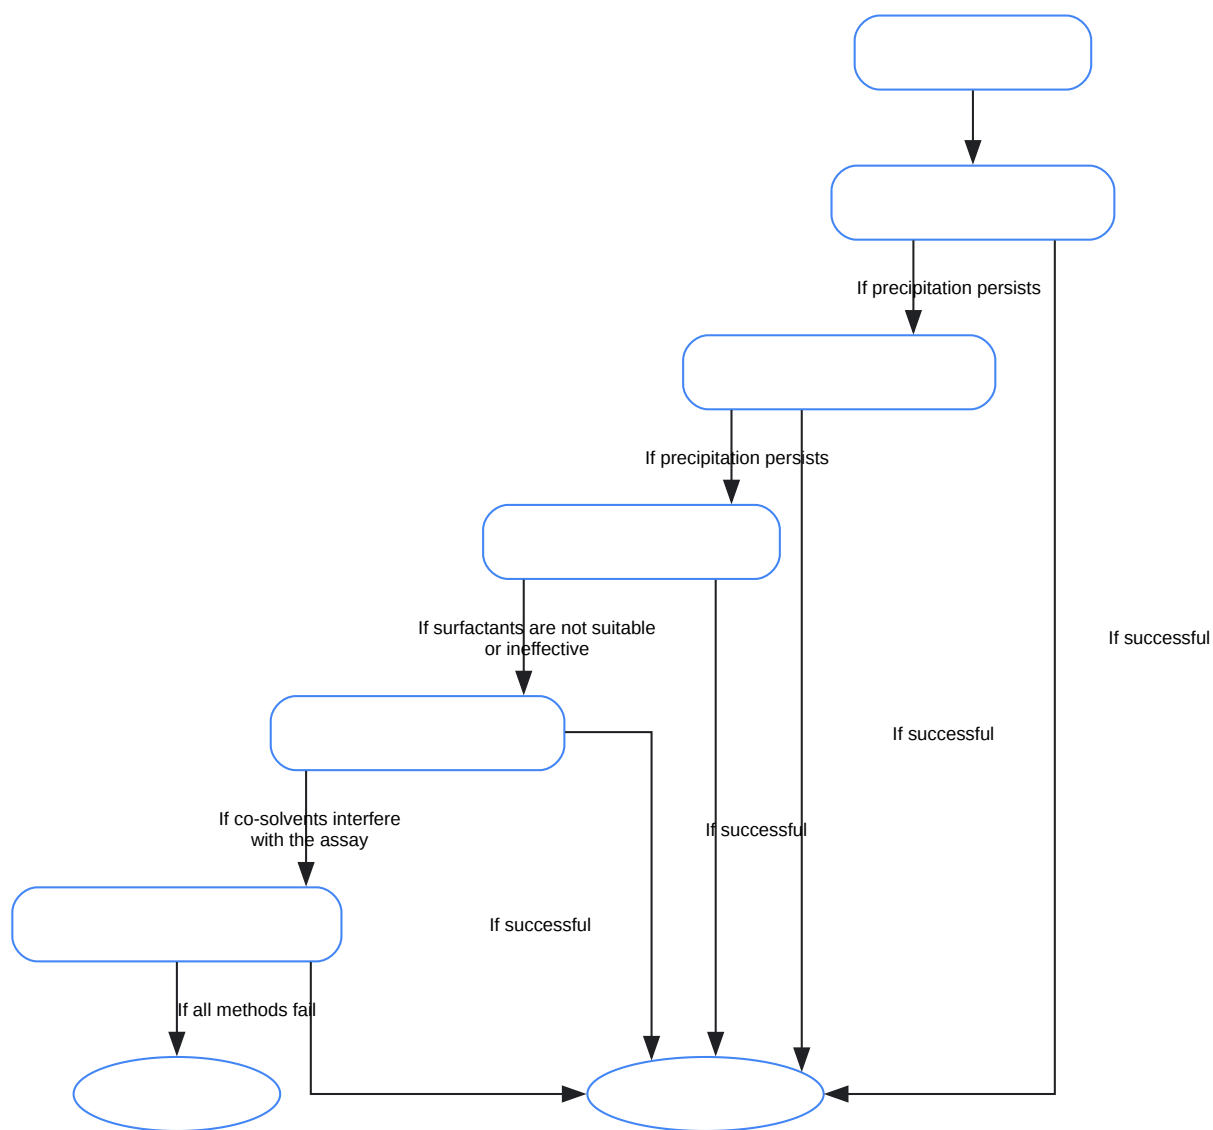 If precipitation persists
If precipitation persists
If surfactants are not suitable
or ineffective
If successful
If successful
If co-solvents interfere
with the assay
If successful
If successful
If all methods fail